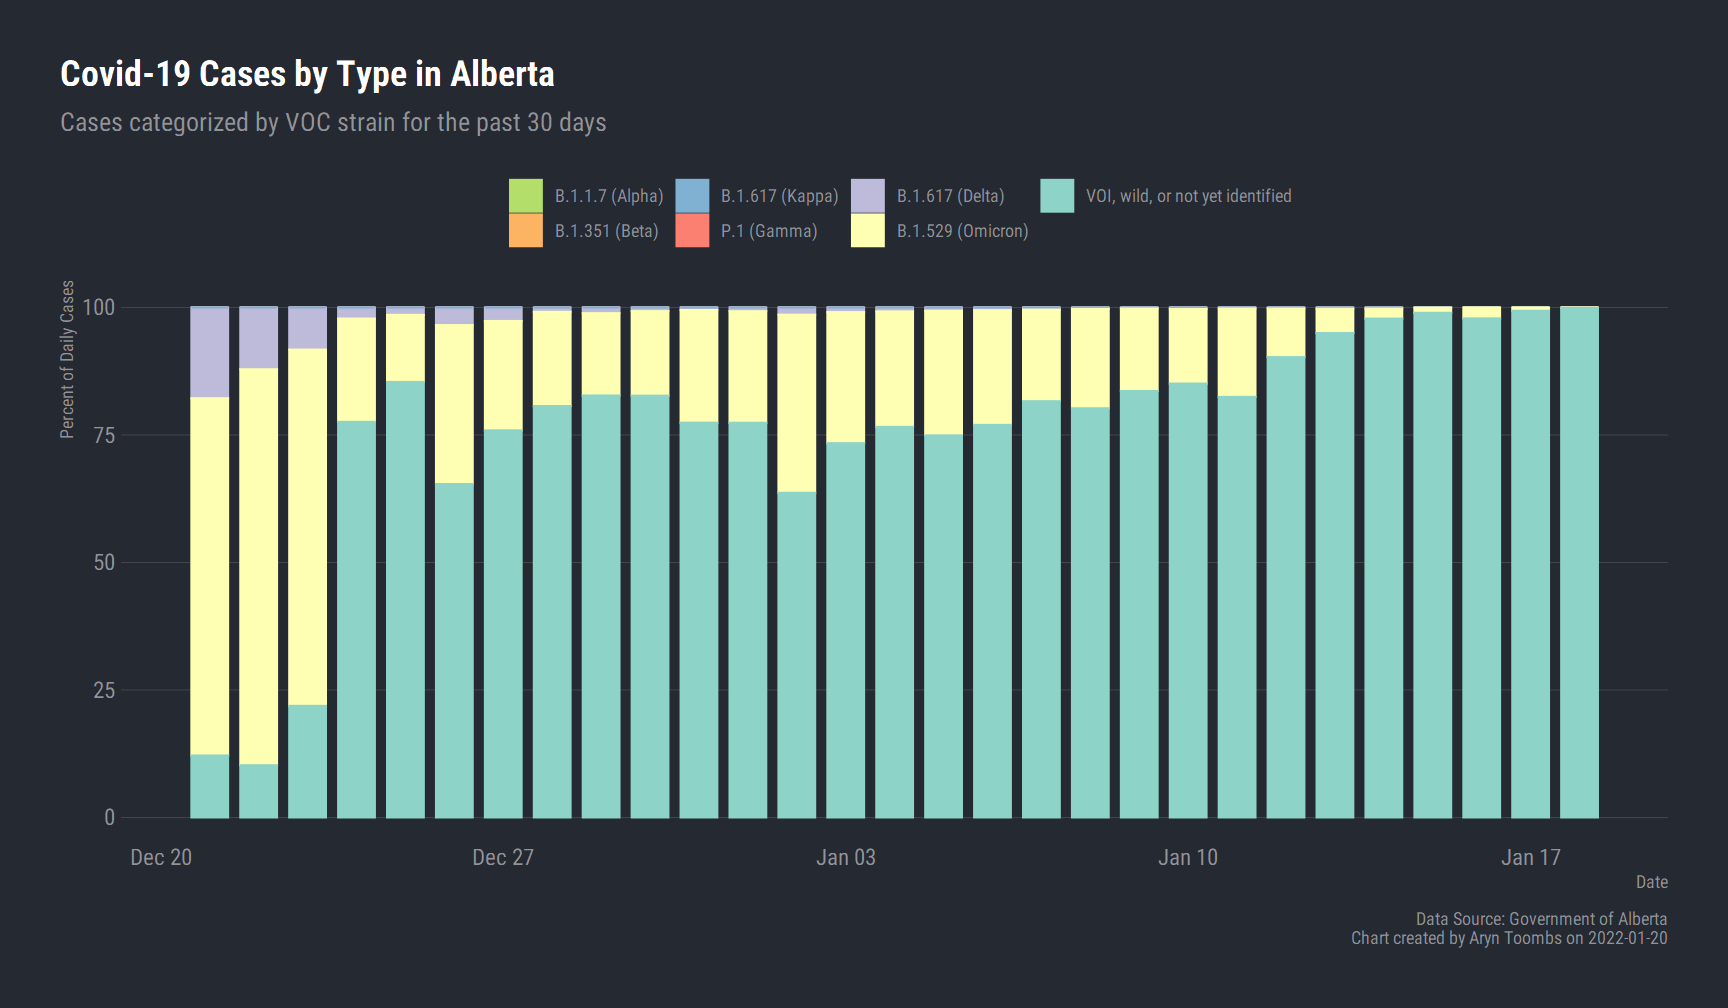 Covid-19 Cases by Type in Alberta
Cases categorized by VOC strain for the past 30 days
B.1.1.7 (Alpha) B.1.617 (Kappa) B.1.617 (Delta) VOI, wild, or not yet identified
B.1.351 (Beta) P.1 (Gamma) B.1.529 (Omicron)
Percent of Daily Cases
100
75
50
25
0
Dec 20 Dec 27 Jan 03 Jan 10 Jan 17
Date
Data Source: Government of Alberta
Chart created by Aryn Toombs on 2022-01-20